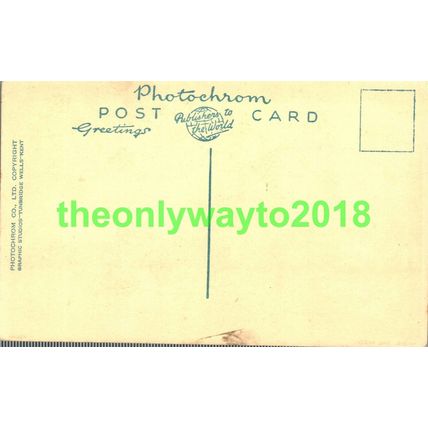 Photochrom
POST CARD
Publishers to
the World
Greetings
PHOTOCHROM CO., LTD. COPYRIGHT
GRAPHIC STUDIOS "TUNBRIDGE WELLS" KENT
theonlywayto2018